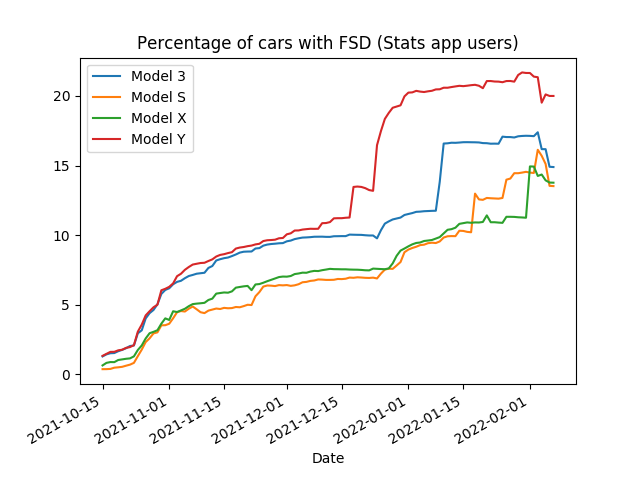 Percentage of cars with FSD (Stats app users)
Model 3
Model S
Model X
Model Y
20
15
10
5
0
2021-10-15
2021-11-01
2021-11-15
2021-12-01
2021-12-15
2022-01-01
2022-01-15
2022-02-01
Date